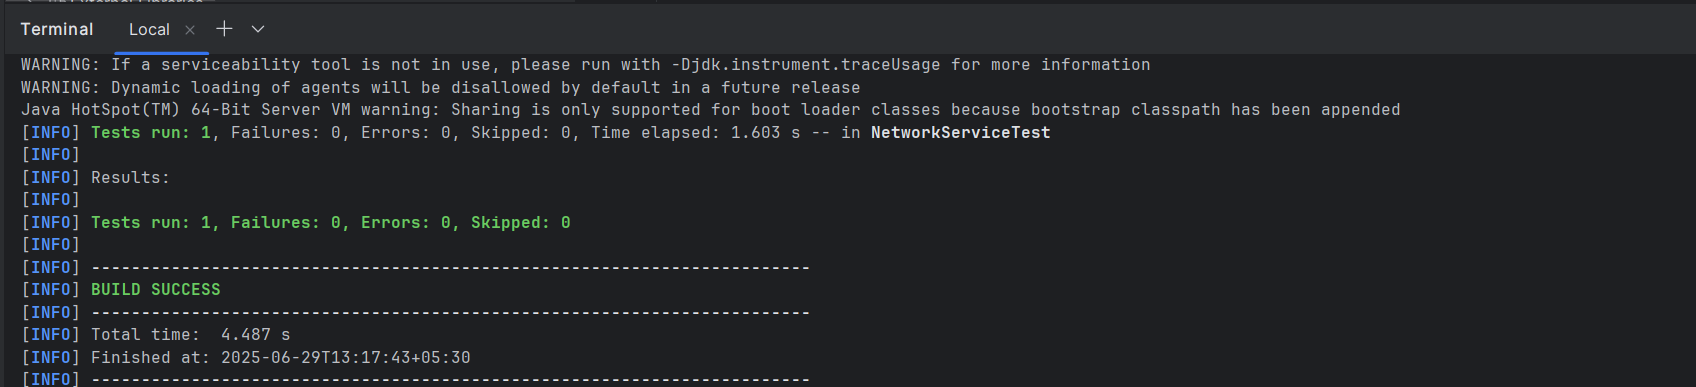 Terminal Local
WARNING: If a serviceability tool is not in use, please run with -Djdk.instrument.traceUsage for more information
WARNING: Dynamic loading of agents will be disallowed by default in a future release
Java HotSpot(TM) 64-Bit Server VM warning: Sharing is only supported for boot loader classes because bootstrap classpath has been appended
[INFO] Tests run: 1, Failures: 0, Errors: 0, Skipped: 0, Time elapsed: 1.603 s -- in NetworkServiceTest
[INFO]
[INFO] Results:
[INFO]
[INFO] Tests run: 1, Failures: 0, Errors: 0, Skipped: 0
[INFO]
[INFO] ------------------------------------------------------------------------
[INFO] BUILD SUCCESS
[INFO] ------------------------------------------------------------------------
[INFO] Total time:  4.487 s
[INFO] Finished at: 2025-06-29T13:17:43+05:30
[INFO] ------------------------------------------------------------------------